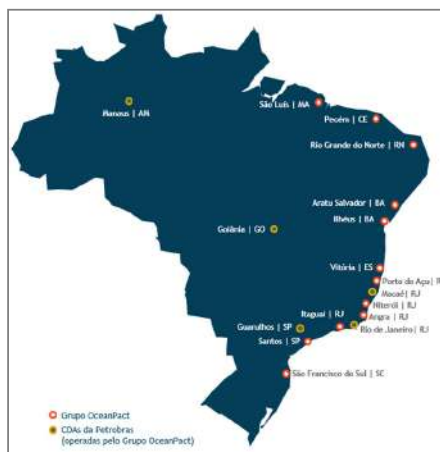 Manaus | AM
São Luís | MA
Pecém | CE
Rio Grande do Norte | RN
Aratu Salvador | BA
Ilhéus | BA
Goiânia | GO
Vitória | ES
Porto do Açu | R
Macaé | RJ
Niterói | RJ
Angra | RJ
Itaguaí | RJ
Rio de Janeiro | RJ
Guarulhos | SP
Santos | SP
São Francisco do Sul | SC
Grupo OceanPact
CDAs da Petrobras
(operadas pelo Grupo OceanPact)